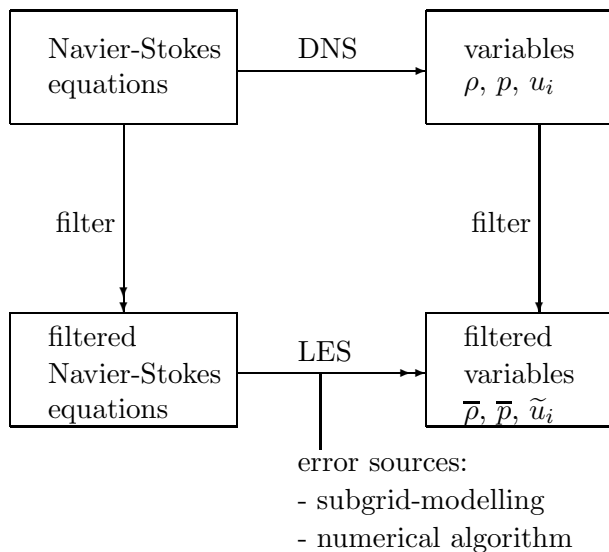 Navier-Stokes
equations
DNS
variables
ρ, p, u_i
filter
filter
filtered
Navier-Stokes
equations
LES
filtered
variables
ρ̅, p̅, ũ_i
error sources:
- subgrid-modelling
- numerical algorithm